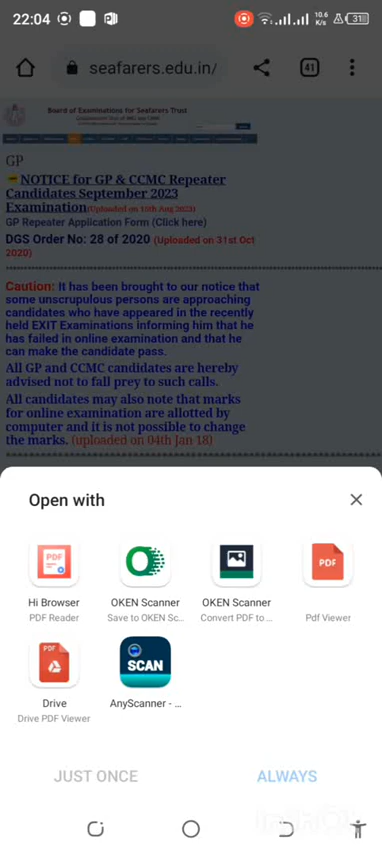 22:04
10.6
K/s
31
seafarers.edu.in/
41
Board of Examinations for Seafarers Trust
GP
NOTICE for GP & CCMC Repeater
Candidates September 2023
Examination(Uploaded on 10th Aug 2023)
GP Repeater Application Form (Click here)
DGS Order No: 28 of 2020 (Uploaded on 31st Oct
2020)
Caution: It has been brought to our notice that
some unscrupulous persons are approaching
candidates who have appeared in the recently
held EXIT Examinations informing him that he
has failed in online examination and that he
can make the candidate pass.
All GP and CCMC candidates are hereby
advised not to fall prey to such calls.
All candidates may also note that marks
for online examination are allotted by
computer and it is not possible to change
the marks. (uploaded on 04th Jan 18)
Open with
PDF
PDF
Hi Browser
OKEN Scanner
OKEN Scanner
PDF Reader
Save to OKEN Sc...
Convert PDF to ...
Pdf Viewer
PDF
SCAN
Drive
AnyScanner - ...
Drive PDF Viewer
JUST ONCE
ALWAYS